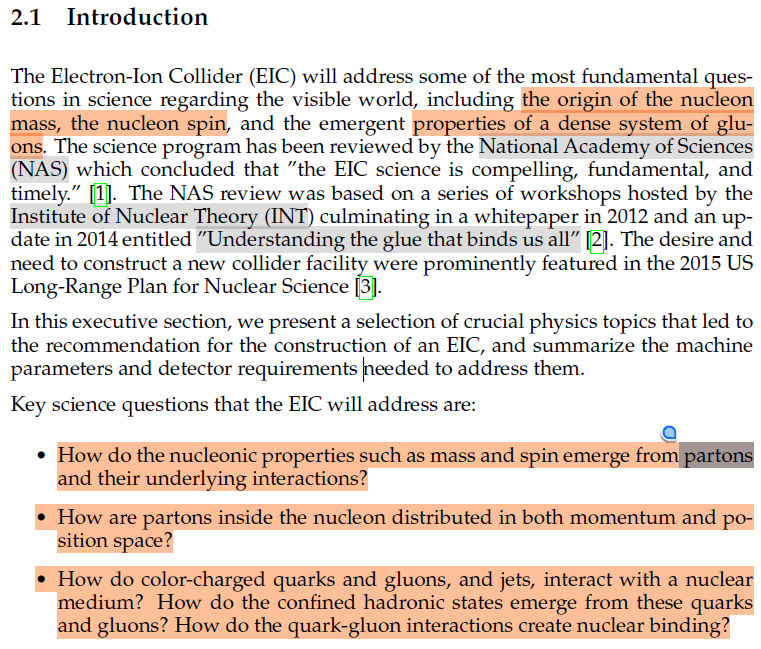 2.1 Introduction
The Electron-Ion Collider (EIC) will address some of the most fundamental ques-
tions in science regarding the visible world, including the origin of the nucleon
mass, the nucleon spin, and the emergent properties of a dense system of glu-
ons. The science program has been reviewed by the National Academy of Sciences
(NAS) which concluded that ”the EIC science is compelling, fundamental, and
timely.” [1]. The NAS review was based on a series of workshops hosted by the
Institute of Nuclear Theory (INT) culminating in a whitepaper in 2012 and an up-
date in 2014 entitled ”Understanding the glue that binds us all” [2]. The desire and
need to construct a new collider facility were prominently featured in the 2015 US
Long-Range Plan for Nuclear Science [3].
In this executive section, we present a selection of crucial physics topics that led to
the recommendation for the construction of an EIC, and summarize the machine
parameters and detector requirements needed to address them.
Key science questions that the EIC will address are:
• How do the nucleonic properties such as mass and spin emerge from partons
and their underlying interactions?
• How are partons inside the nucleon distributed in both momentum and po-
sition space?
• How do color-charged quarks and gluons, and jets, interact with a nuclear
medium? How do the confined hadronic states emerge from these quarks
and gluons? How do the quark-gluon interactions create nuclear binding?